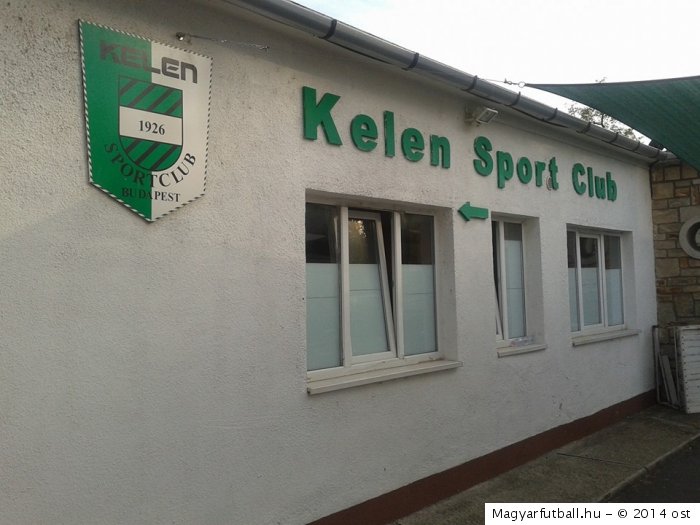 KELEN
1926
SPORTCLUB
BUDAPEST
Kelen Sport Club
Magyarfutball.hu – © 2014 ost